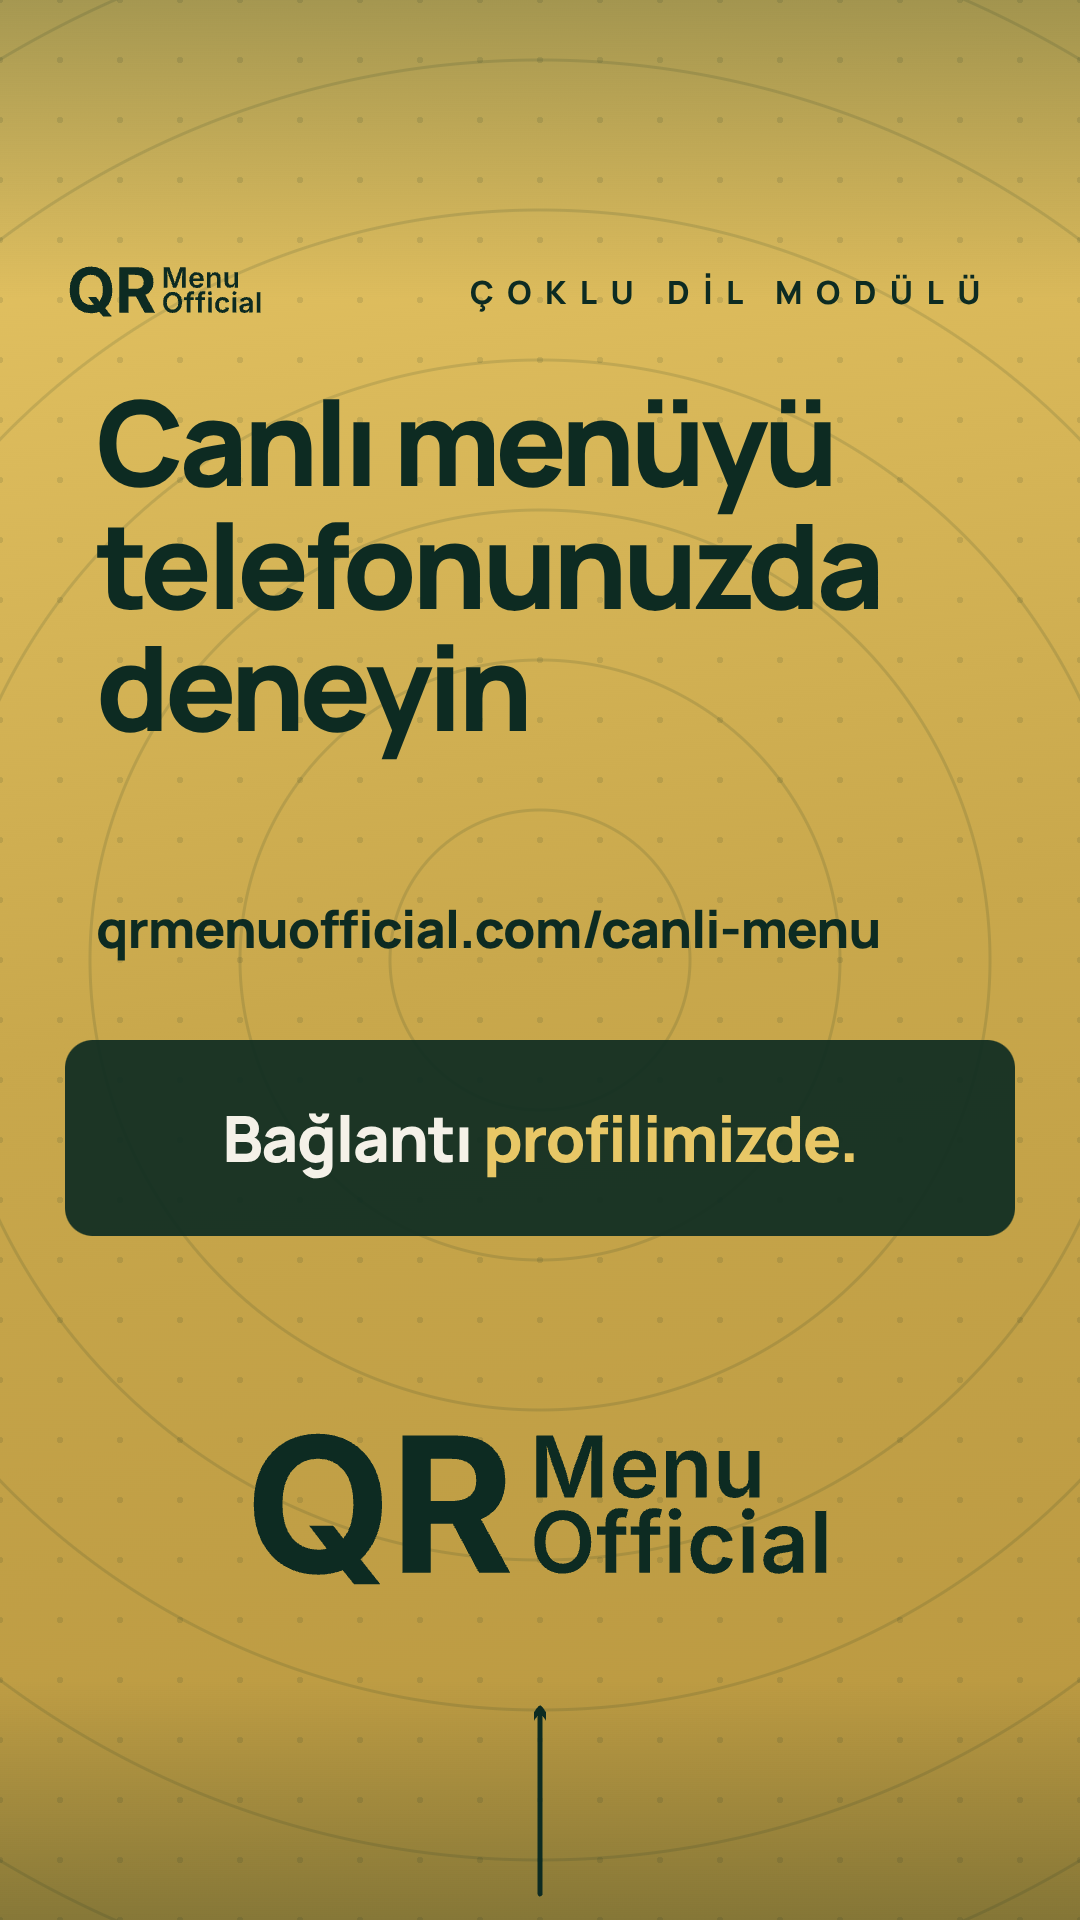 QR Menu Official
ÇOKLU DİL MODÜLÜ
Canlı menüyü
telefonunuzda
deneyin
qrmenuofficial.com/canli-menu
Bağlantı profilimizde.
QR Menu Official